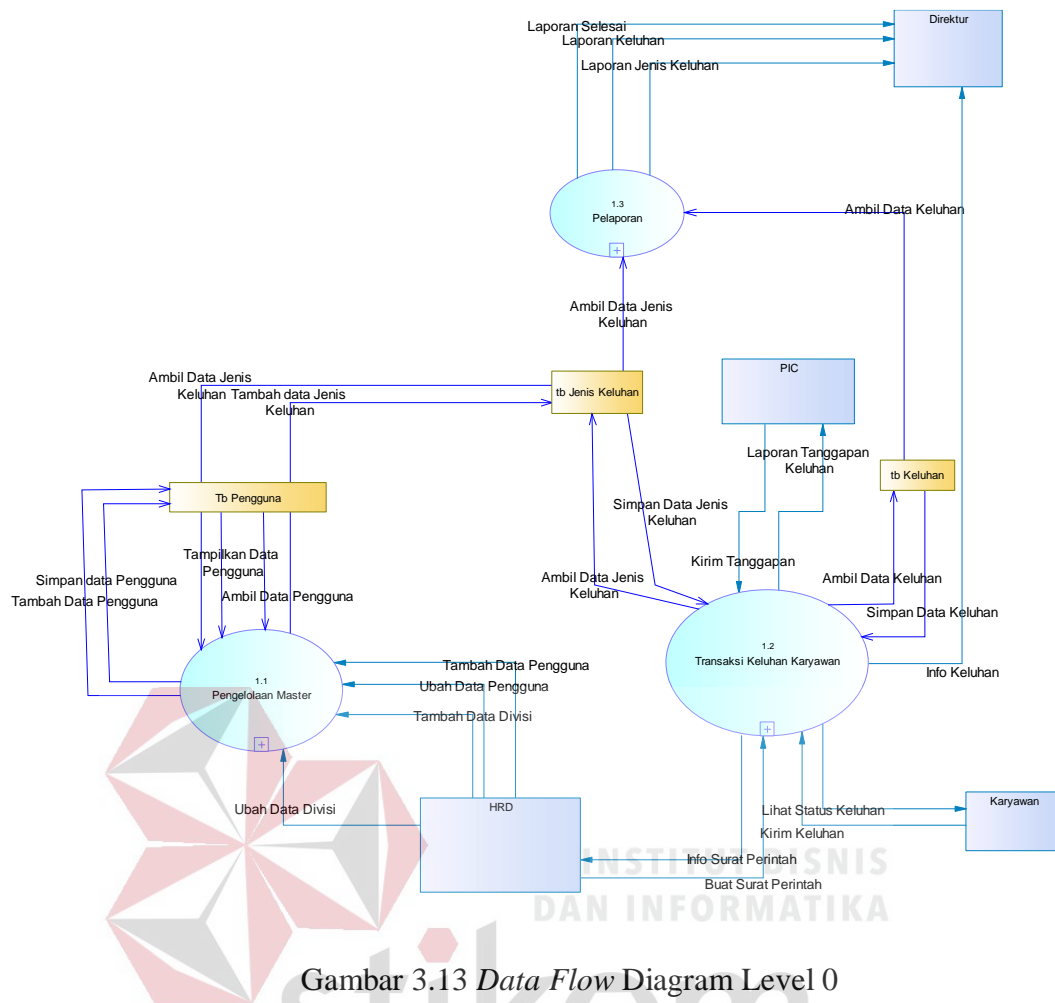 Laporan Selesai
Direktur
Laporan Keluhan
Laporan Jenis Keluhan
1.3
Pelaporan
Ambil Data Keluhan
Ambil Data Jenis
Keluhan
Ambil Data Jenis
Keluhan
Tambah data Jenis
Keluhan
tb Jenis Keluhan
PIC
Laporan Tanggapan
Keluhan
tb Keluhan
Tb Pengguna
Simpan Data Jenis
Keluhan
Tampilkan Data
Pengguna
Simpan data Pengguna
Tambah Data Pengguna
Ambil Data Pengguna
Ambil Data Jenis
Keluhan
Kirim Tanggapan
Ambil Data Keluhan
Simpan Data Keluhan
1.1
Pengelolaan Master
1.2
Transaksi Keluhan Karyawan
Info Keluhan
Tambah Data Pengguna
Ubah Data Pengguna
Tambah Data Divisi
Ubah Data Divisi
HRD
Lihat Status Keluhan
Kirim Keluhan
Karyawan
Info Surat Perintah
Buat Surat Perintah
INSTITUT BISNIS
DAN INFORMATIKA
stikom
Gambar 3.13 Data Flow Diagram Level 0